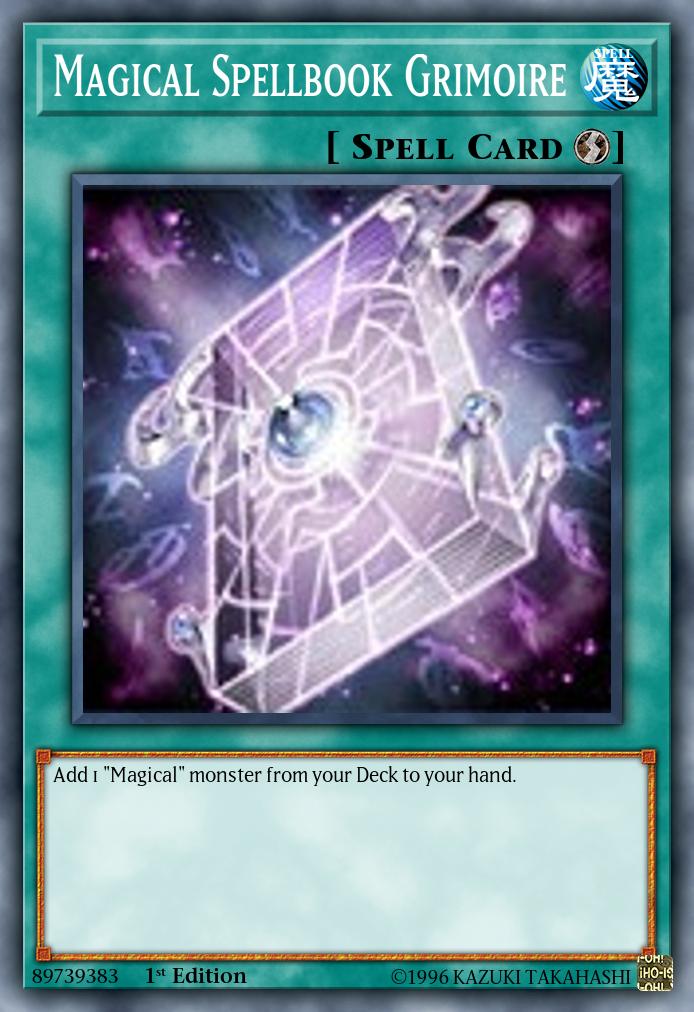 MAGICAL SPELLBOOK GRIMOIRE
SPELL
魔
[ SPELL CARD ]
Add 1 "Magical" monster from your Deck to your hand.
89739383 1st Edition ©1996 KAZUKI TAKAHASHI